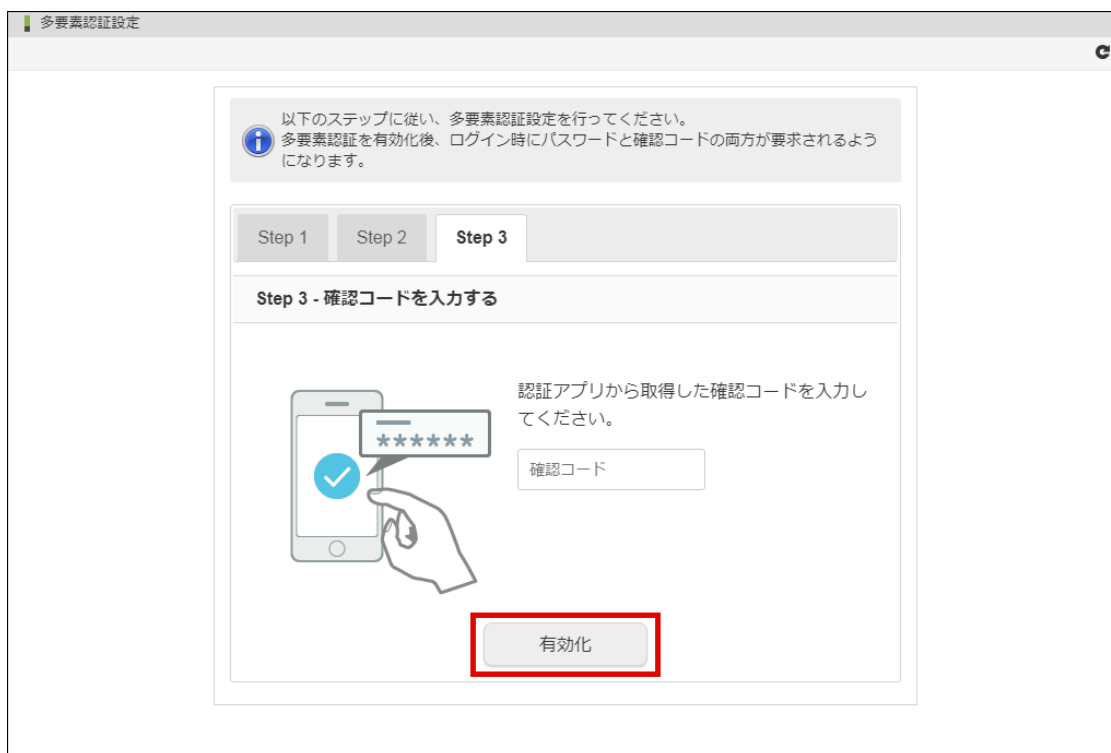 多要素認証設定
以下のステップに従い、多要素認証設定を行ってください。
多要素認証を有効化後、ログイン時にパスワードと確認コードの両方が要求されるよう
になります。
Step 1 Step 2 Step 3
Step 3 - 確認コードを入力する
認証アプリから取得した確認コードを入力し
てください。
******
確認コード
有効化